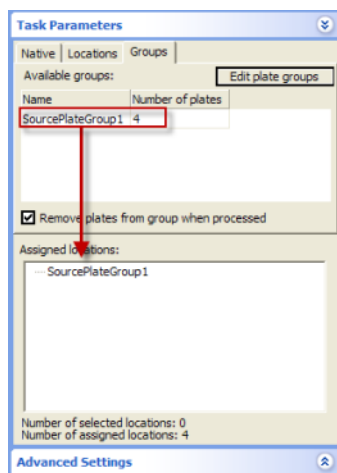 Task Parameters
Native Locations Groups
Available groups: Edit plate groups
Name Number of plates
SourcePlateGroup1 4
Remove plates from group when processed
Assigned locations:
SourcePlateGroup1
Number of selected locations: 0
Number of assigned locations: 4
Advanced Settings